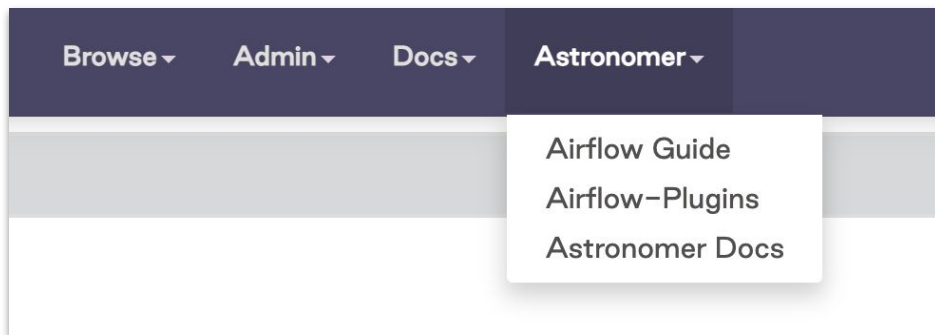 Browse Admin Docs Astronomer
Airflow Guide
Airflow-Plugins
Astronomer Docs